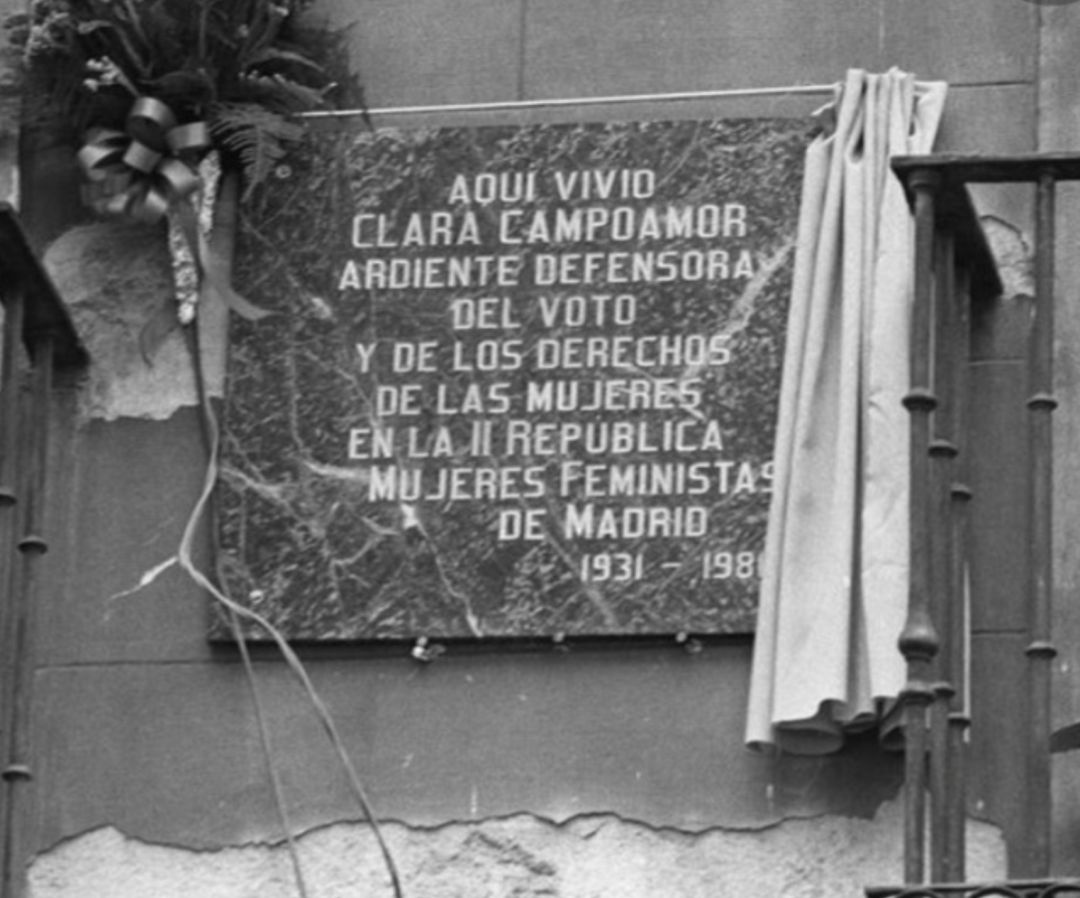 AQUI VIVIO
CLARA CAMPOAMOR
ARDIENTE DEFENSORA
DEL VOTO
Y DE LOS DERECHOS
DE LAS MUJERES
EN LA II REPUBLICA
MUJERES FEMINISTAS
DE MADRID
1931 –